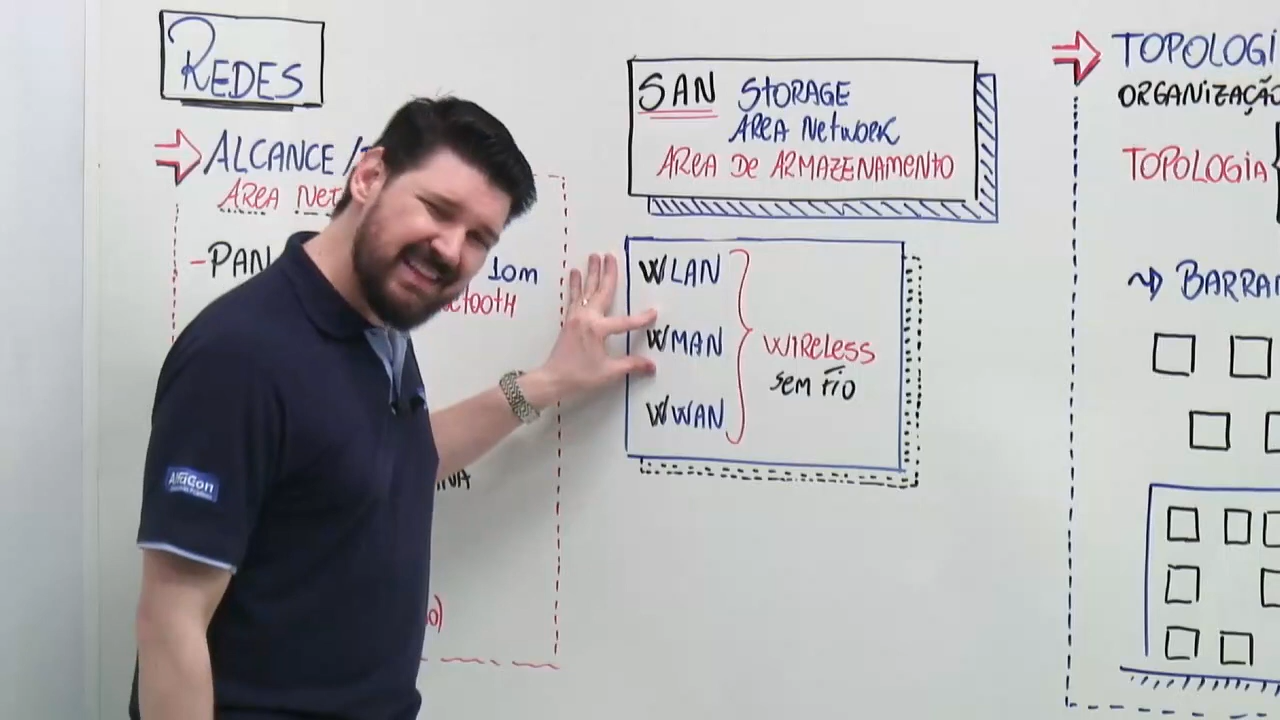 REDES
ALCANCE /
ÁREA NET
- PAN
10m
etooth
SAN STORAGE
ÁREA NETWORK
ÁREA DE ARMAZENAMENTO
WLAN
WMAN
WWAN
WIRELESS
SEM FIO
TOPOLOGI
ORGANIZAÇÃO
TOPOLOGIA
BARRA
AlfaCon